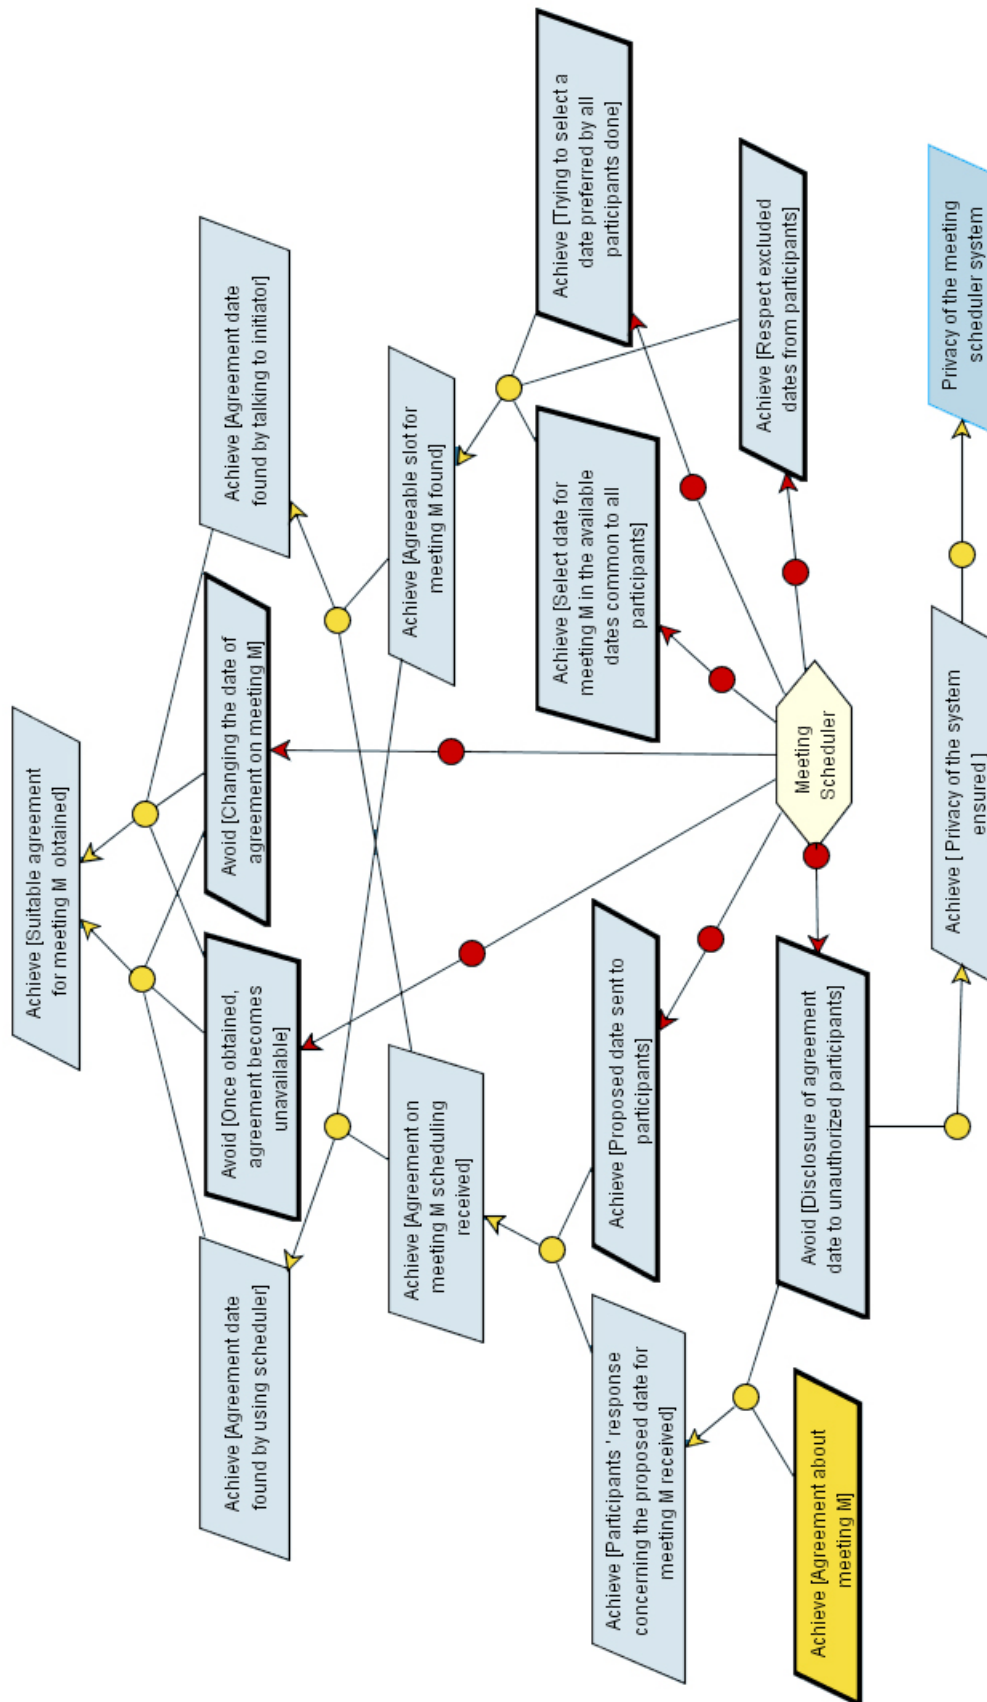 Achieve [Suitable agreement
for meeting M  obtained]
Achieve [Agreement date
found by using scheduler]
Avoid [Once obtained,
agreement becomes
unavailable]
Avoid [Changing the date of
agreement on meeting M]
Achieve [Agreement date
found by talking to initiator]
Achieve [Agreement on
meeting M scheduling
received]
Achieve [Agreeable slot for
meeting M found]
Achieve [Participants ' response
concerning the proposed date for
meeting M received]
Achieve [Proposed date sent to
participants]
Achieve [Select date for
meeting M in the available
dates common to all
participants]
Achieve [Trying to select a
date preferred by all
participants done]
Achieve [Agreement about
meeting M]
Avoid [Disclosure of agreement
date to unauthorized participants]
Meeting
Scheduler
Achieve [Respect excluded
dates from participants]
Achieve [ Privacy of the system
ensured ]
Privacy of the meeting
scheduler system